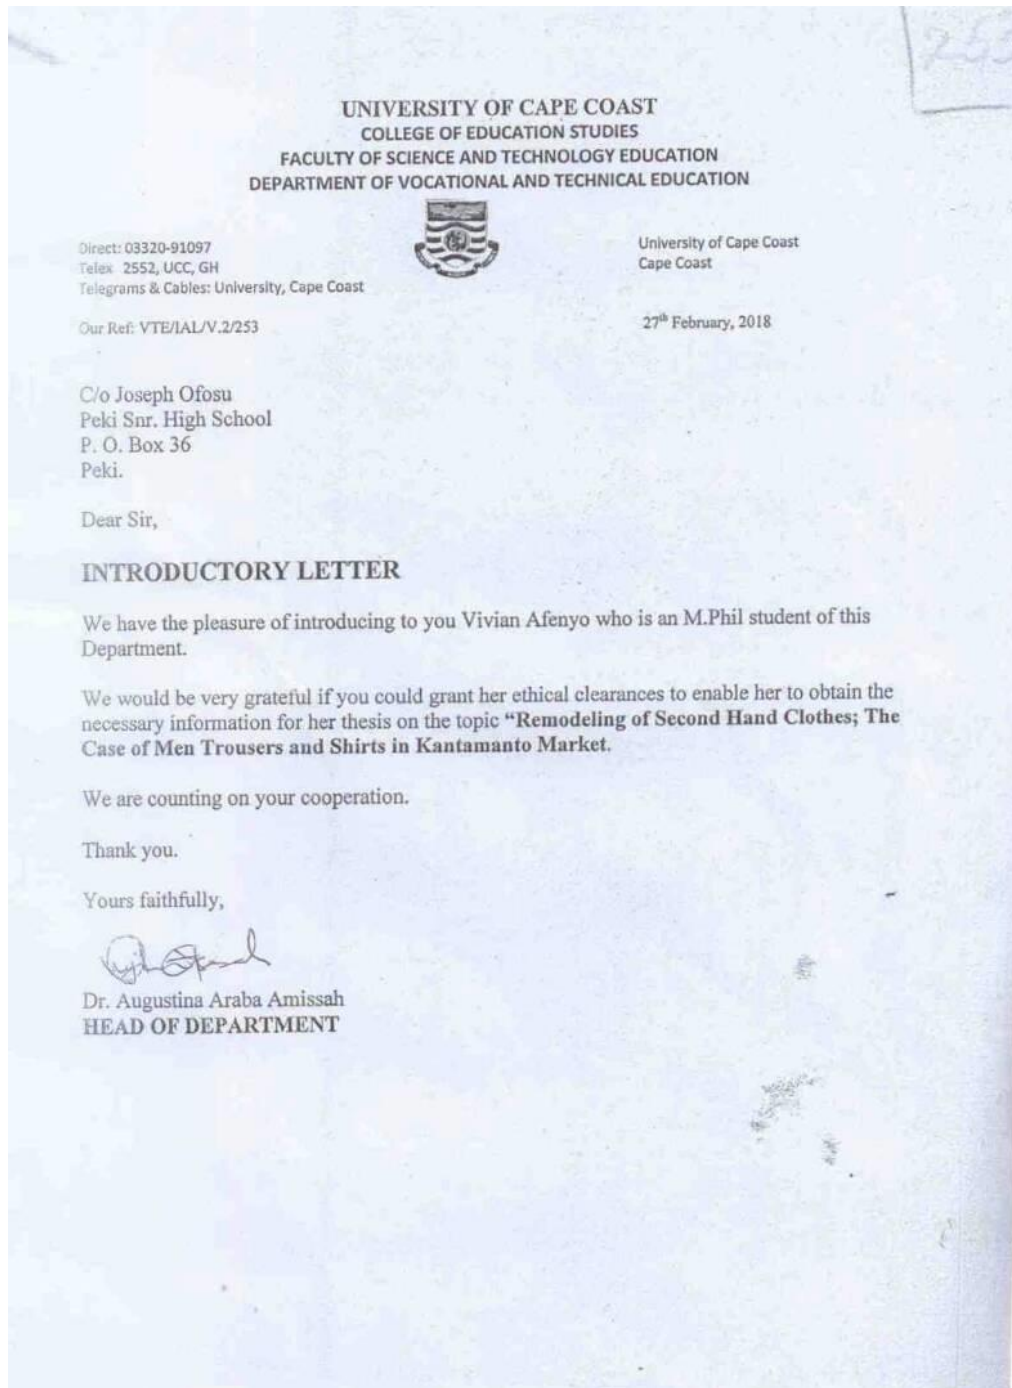 253
UNIVERSITY OF CAPE COAST
COLLEGE OF EDUCATION STUDIES
FACULTY OF SCIENCE AND TECHNOLOGY EDUCATION
DEPARTMENT OF VOCATIONAL AND TECHNICAL EDUCATION
Direct: 03320-91097
Telex 2552, UCC, GH
Telegrams & Cables: University, Cape Coast
University of Cape Coast
Cape Coast
Our Ref: VTE/IAL/V.2/253
27th February, 2018
C/o Joseph Ofosu
Peki Snr. High School
P. O. Box 36
Peki.
Dear Sir,
INTRODUCTORY LETTER
We have the pleasure of introducing to you Vivian Afenyo who is an M.Phil student of this
Department.
We would be very grateful if you could grant her ethical clearances to enable her to obtain the
necessary information for her thesis on the topic “Remodeling of Second Hand Clothes; The
Case of Men Trousers and Shirts in Kantamanto Market.
We are counting on your cooperation.
Thank you.
Yours faithfully,
Dr. Augustina Araba Amissah
HEAD OF DEPARTMENT